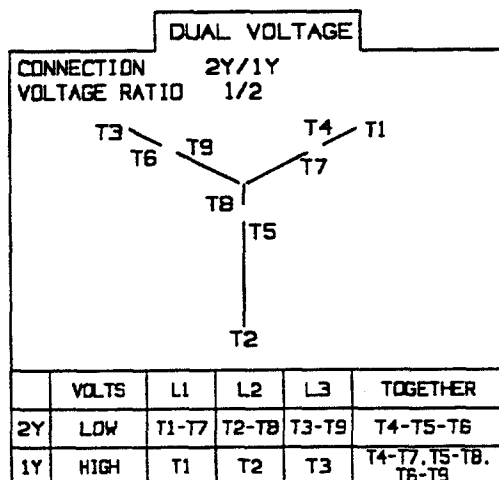 DUAL VOLTAGE
CONNECTION 2Y/1Y
VOLTAGE RATIO 1/2
T3 T4 T1
T6 T9 T7
T8
T5
T2
VOLTS L1 L2 L3 TOGETHER
2Y LOW T1-T7 T2-T8 T3-T9 T4-T5-T6
1Y HIGH T1 T2 T3 T4-T7,T5-T8,
T6-T9